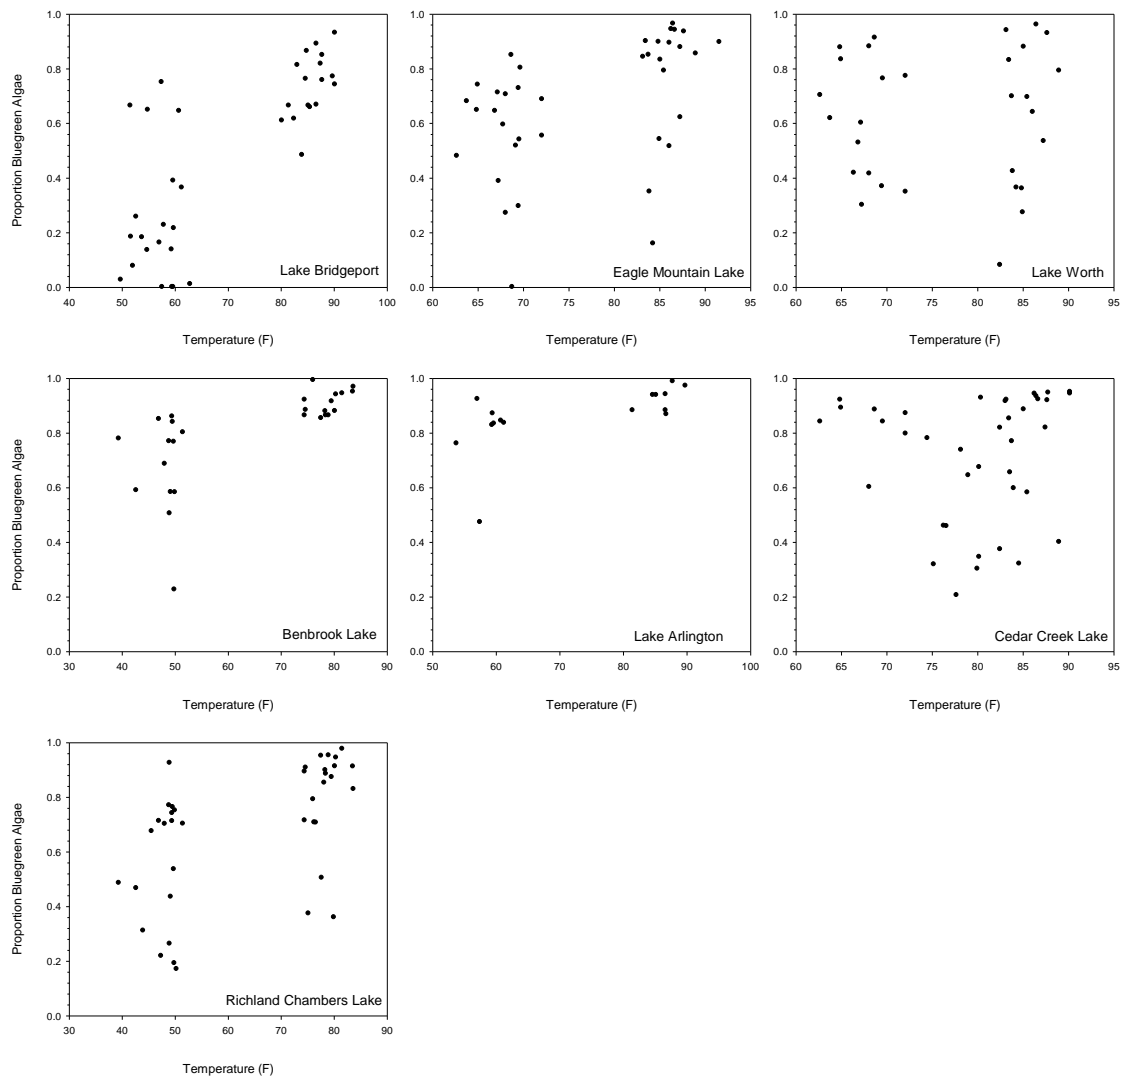 1.0
0.8
0.6
0.4
0.2
0.0
Proportion Bluegreen Algae
Lake Bridgeport
40 50 60 70 80 90 100
Temperature (F)
1.0
0.8
0.6
0.4
0.2
0.0
Eagle Mountain Lake
60 65 70 75 80 85 90 95
Temperature (F)
1.0
0.8
0.6
0.4
0.2
0.0
Lake Worth
60 65 70 75 80 85 90 95
Temperature (F)
1.0
0.8
0.6
0.4
0.2
0.0
Proportion Bluegreen Algae
Benbrook Lake
30 40 50 60 70 80 90
Temperature (F)
1.0
0.8
0.6
0.4
0.2
0.0
Lake Arlington
50 60 70 80 90 100
Temperature (F)
1.0
0.8
0.6
0.4
0.2
0.0
Cedar Creek Lake
60 65 70 75 80 85 90 95
Temperature (F)
1.0
0.8
0.6
0.4
0.2
0.0
Proportion Bluegreen Algae
Richland Chambers Lake
30 40 50 60 70 80 90
Temperature (F)